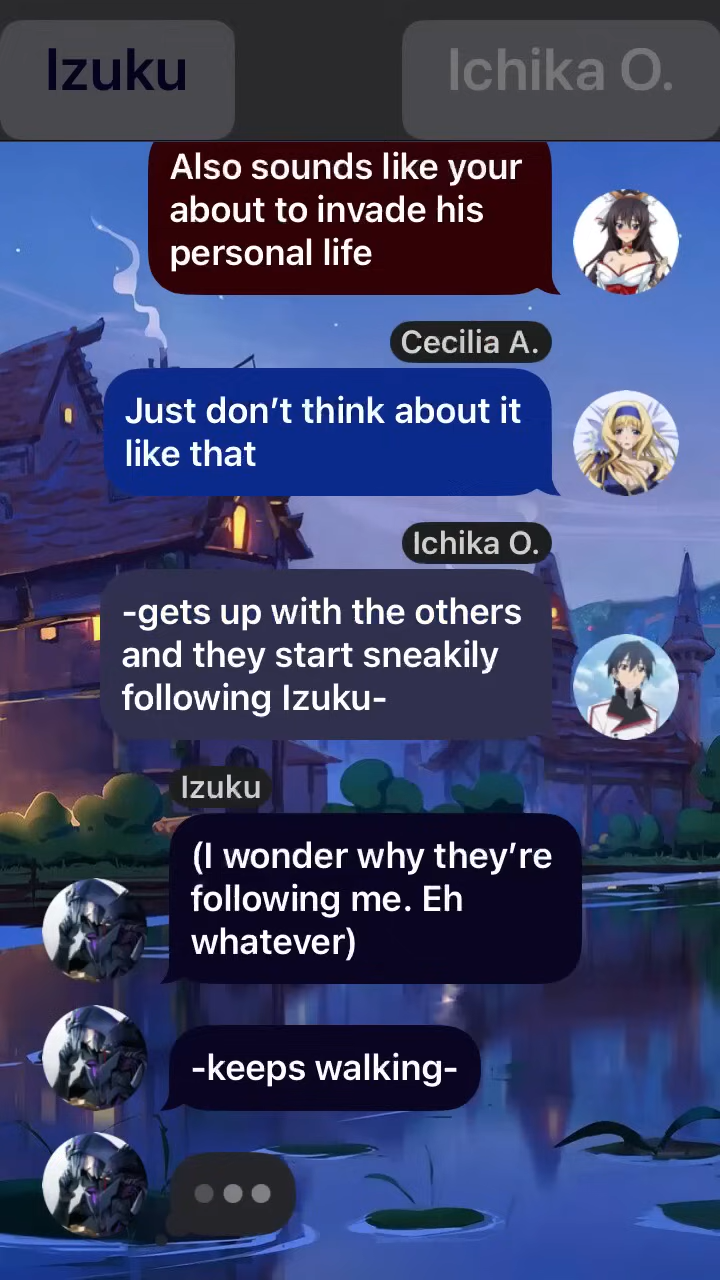 Izuku
Ichika O.
Also sounds like your
about to invade his
personal life
Cecilia A.
Just don’t think about it
like that
Ichika O.
-gets up with the others
and they start sneakily
following Izuku-
Izuku
(I wonder why they’re
following me. Eh
whatever)
-keeps walking-